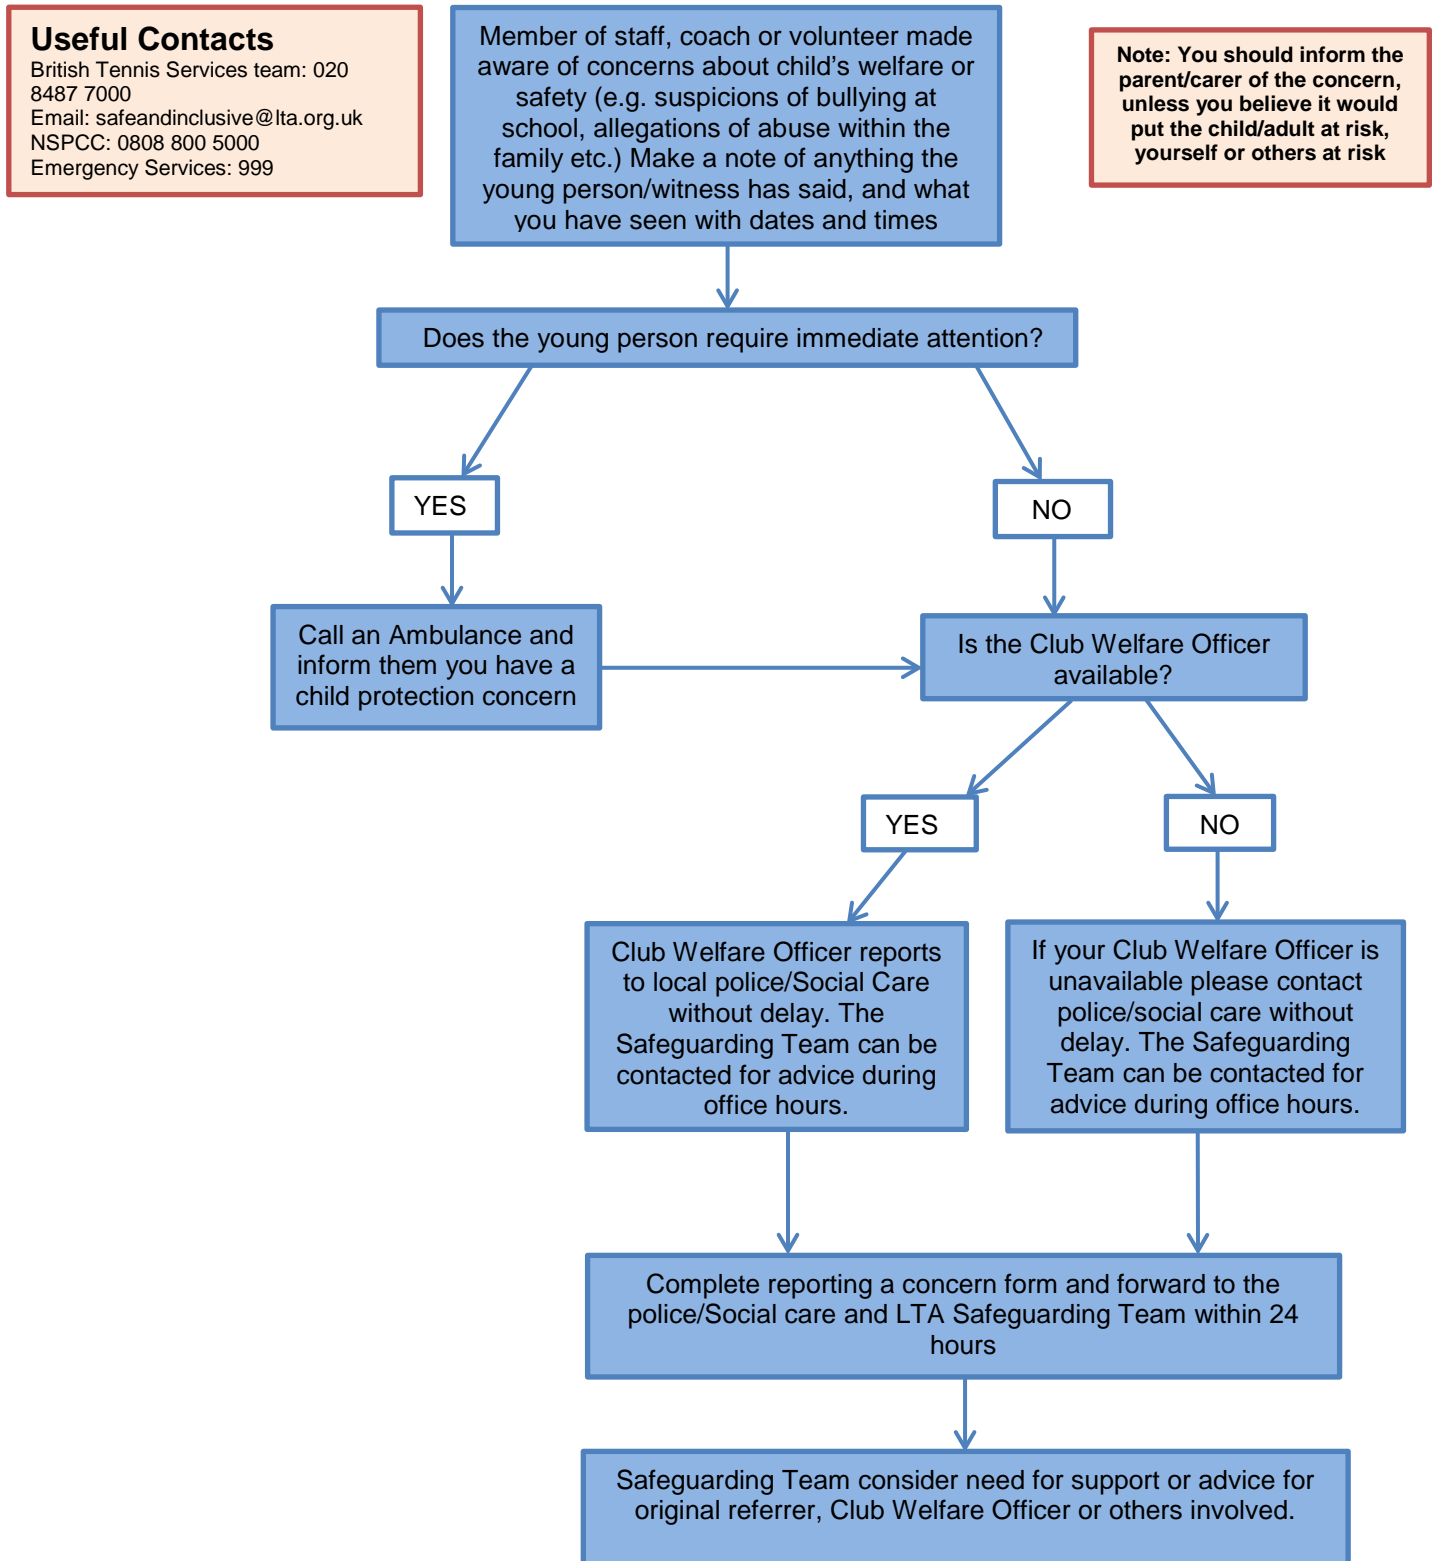 Useful Contacts
British Tennis Services team: 020
8487 7000
Email: safeandinclusive@lta.org.uk
NSPCC: 0808 800 5000
Emergency Services: 999
Member of staff, coach or volunteer made
aware of concerns about child's welfare or
safety (e.g. suspicions of bullying at
school, allegations of abuse within the
family etc.) Make a note of anything the
young person/witness has said, and what
you have seen with dates and times
Note: You should inform the
parent/carer of the concern,
unless you believe it would
put the child/adult at risk,
yourself or others at risk
Does the young person require immediate attention?
YES
NO
Call an Ambulance and
inform them you have a
child protection concern
Is the Club Welfare Officer
available?
YES
NO
Club Welfare Officer reports
to local police/Social Care
without delay. The
Safeguarding Team can be
contacted for advice during
office hours.
If your Club Welfare Officer is
unavailable please contact
police/social care without
delay. The Safeguarding
Team can be contacted for
advice during office hours.
Complete reporting a concern form and forward to the
police/Social care and LTA Safeguarding Team within 24
hours
Safeguarding Team consider need for support or advice for
original referrer, Club Welfare Officer or others involved.